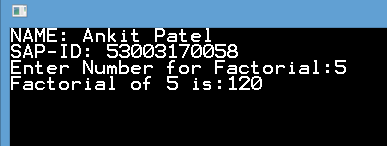 NAME: Ankit Patel
SAP-ID: 53003170058
Enter Number for Factorial:5
Factorial of 5 is:120